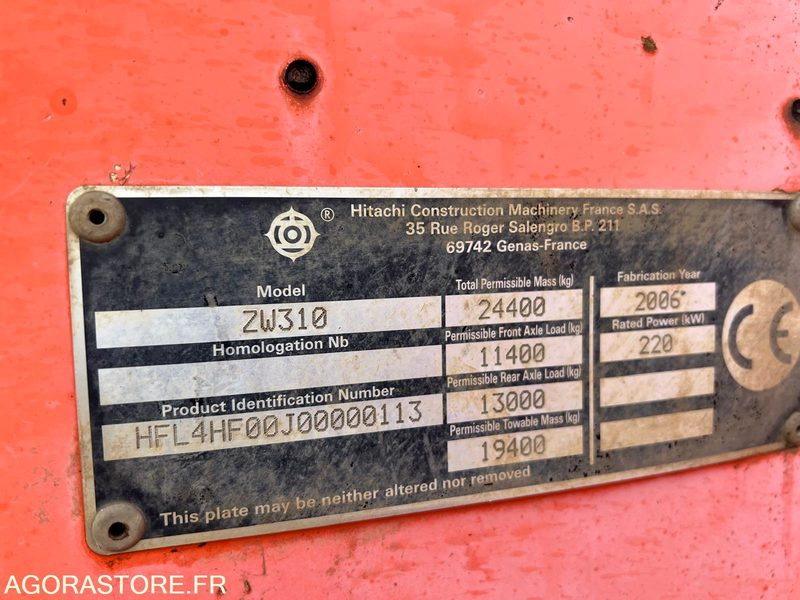 ® Hitachi Construction Machinery France S.A.S.
35 Rue Roger Salengro B.P. 211
69742 Genas-France
Model
ZW310
Homologation Nb
Product Identification Number
HFL4HF00J00000113
Total Permissible Mass (kg)
24400
Permissible Front Axle Load (kg)
11400
Permissible Rear Axle Load (kg)
13000
Permissible Towable Mass (kg)
19400
Fabrication Year
2006
Rated Power (kW)
220
CE
This plate may be neither altered nor removed
AGORASTORE.FR